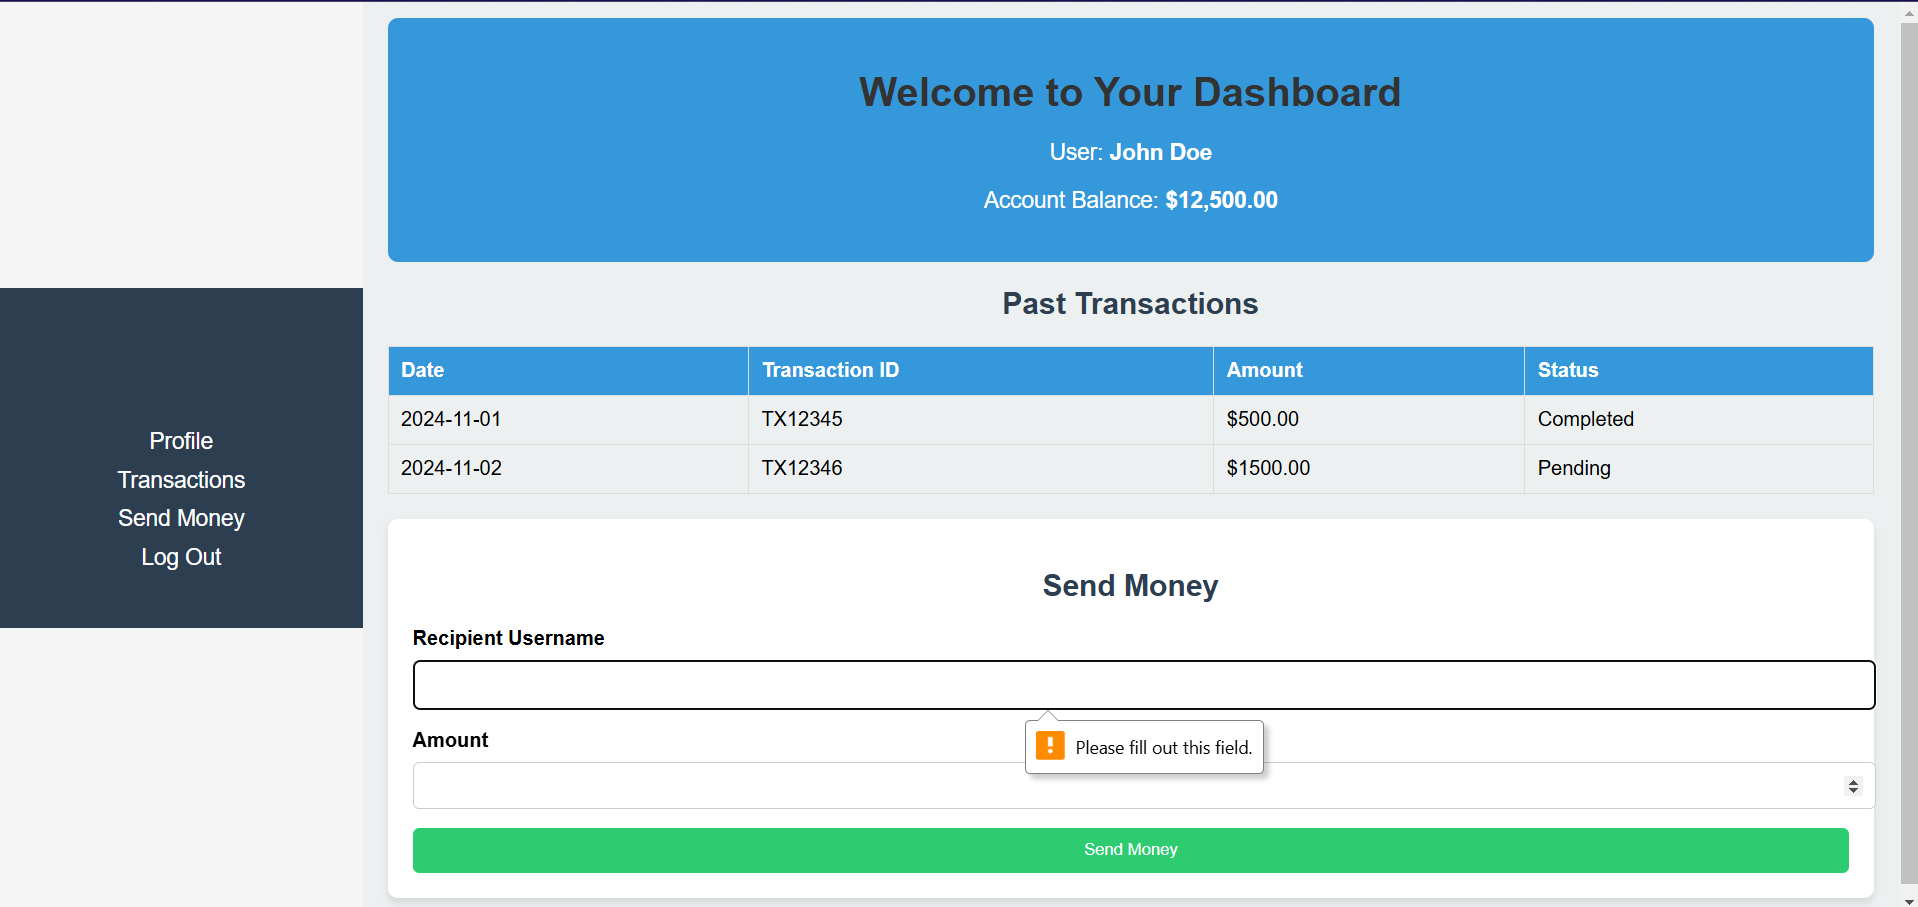 Welcome to Your Dashboard
User: John Doe
Account Balance: $12,500.00
Profile
Transactions
Send Money
Log Out
Past Transactions
Date Transaction ID Amount Status
2024-11-01 TX12345 $500.00 Completed
2024-11-02 TX12346 $1500.00 Pending
Send Money
Recipient Username
Please fill out this field.
Amount
Send Money